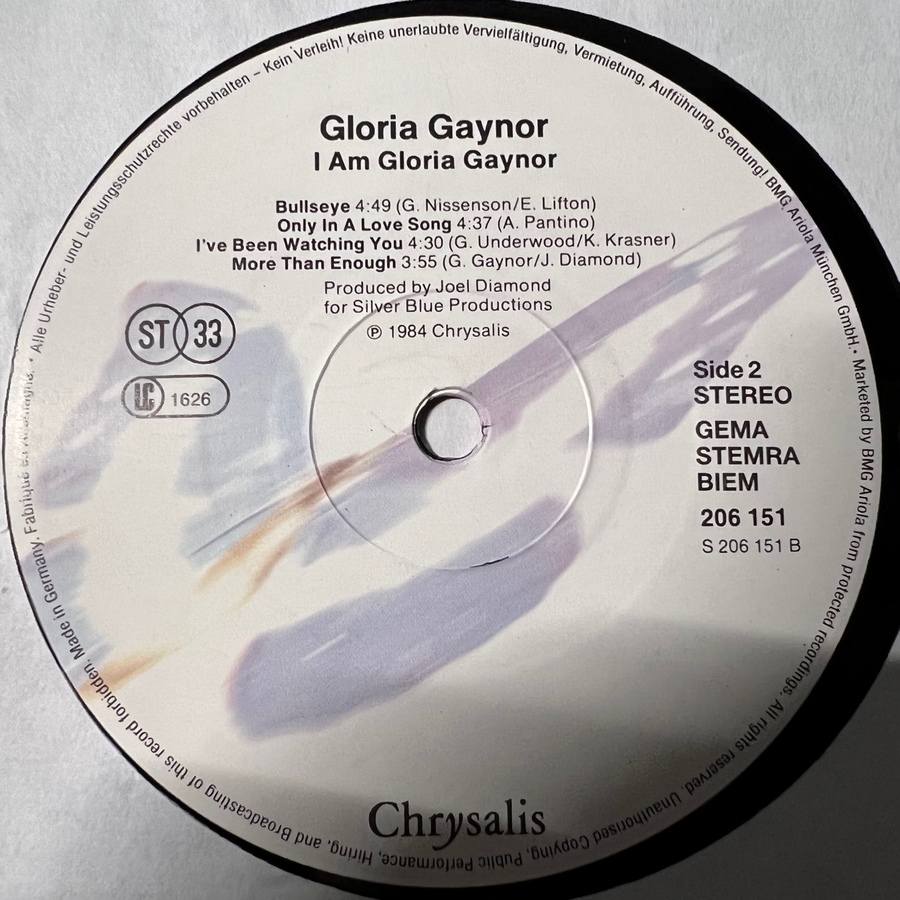 Gloria Gaynor
I Am Gloria Gaynor
Bullseye 4:49 (G. Nissenson/E. Lifton)
Only In A Love Song 4:37 (A. Pantino)
I've Been Watching You 4:30 (G. Underwood/K. Krasner)
More Than Enough 3:55 (G. Gaynor/J. Diamond)
Produced by Joel Diamond
for Silver Blue Productions
℗ 1984 Chrysalis
ST 33
LC 1626
Side 2
STEREO
GEMA
STEMRA
BIEM
206 151
S 206 151 B
Chrysalis
• Alle Urheber- und Leistungsschutzrechte vorbehalten – Kein Verleih! Keine unerlaubte Vervielfältigung, Vermietung, Aufführung, Sendung! BMG Ariola München GmbH. • Marketed by BMG Ariola from protected recordings. All rights reserved. Unauthorised Copying, Public Performance, Hiring, and Broadcasting of this record forbidden. Made in Germany. Fabriqué